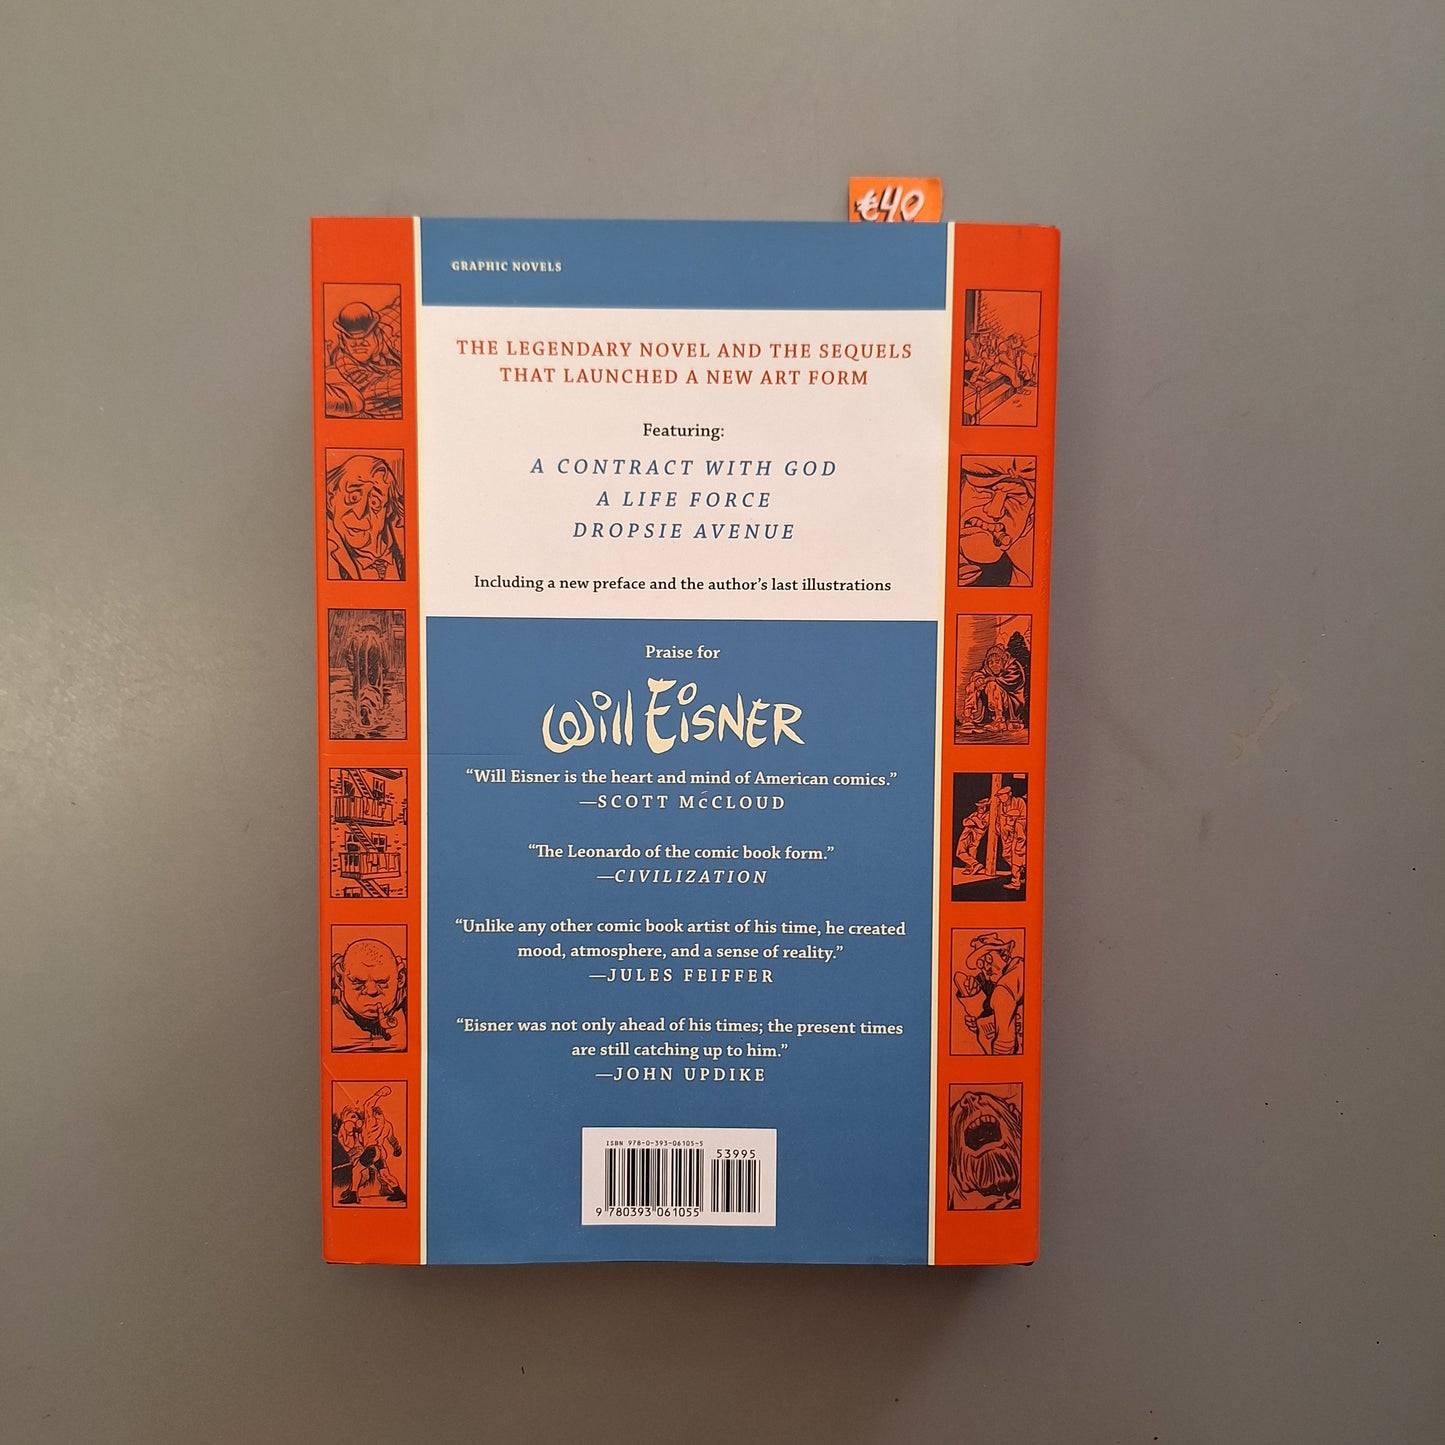 €40
GRAPHIC NOVELS
THE LEGENDARY NOVEL AND THE SEQUELS
THAT LAUNCHED A NEW ART FORM
Featuring:
A CONTRACT WITH GOD
A LIFE FORCE
DROPSIE AVENUE
Including a new preface and the author's last illustrations
Praise for
Will EiSNER
“Will Eisner is the heart and mind of American comics.”
—SCOTT McCLOUD
“The Leonardo of the comic book form.”
—CIVILIZATION
“Unlike any other comic book artist of his time, he created
mood, atmosphere, and a sense of reality.”
—JULES FEIFFER
“Eisner was not only ahead of his times; the present times
are still catching up to him.”
—JOHN UPDIKE
ISBN 978-0-393-06105-5
53995
9 780393 061055